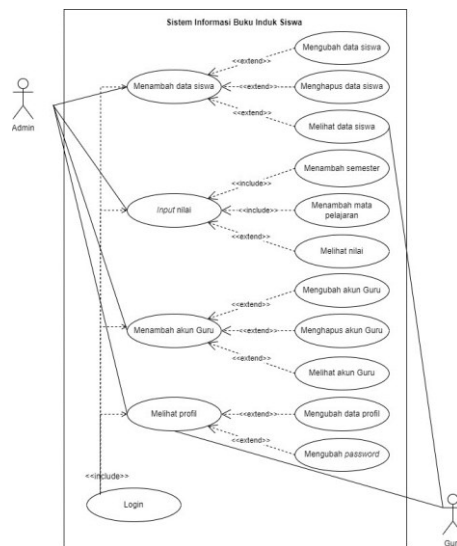 Sistem Informasi Buku Induk Siswa
Mengubah data siswa
<<extend>>
Menambah data siswa
<<extend>>
Menghapus data siswa
<<extend>>
Melihat data siswa
Admin
Menambah semester
<<include>>
Input nilai
<<include>>
Menambah mata
pelajaran
<<extend>>
Melihat nilai
Mengubah akun Guru
<<extend>>
Menambah akun Guru
<<extend>>
Menghapus akun Guru
<<extend>>
Melihat akun Guru
Melihat profil
<<extend>>
Mengubah data profil
<<extend>>
Mengubah password
<<include>>
Login
Guru